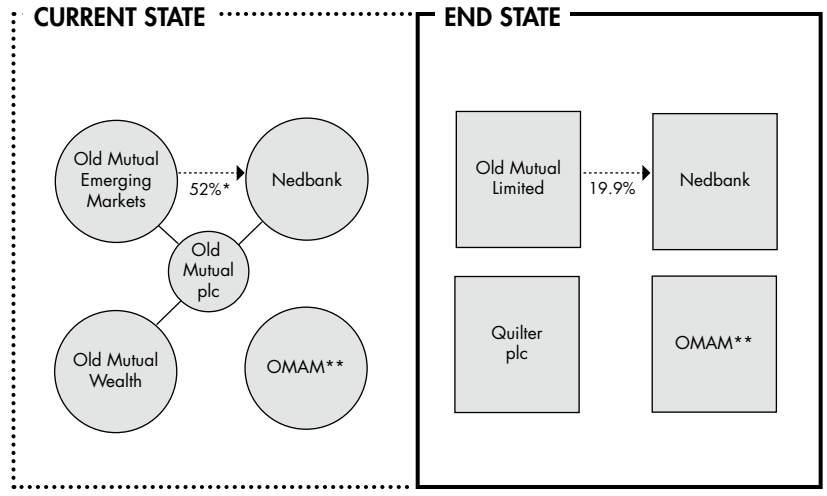 CURRENT STATE
Old Mutual
Emerging
Markets
52%*
Nedbank
Old
Mutual
plc
Old Mutual
Wealth
OMAM**
END STATE
Old Mutual
Limited
19.9%
Nedbank
Quilter
plc
OMAM**